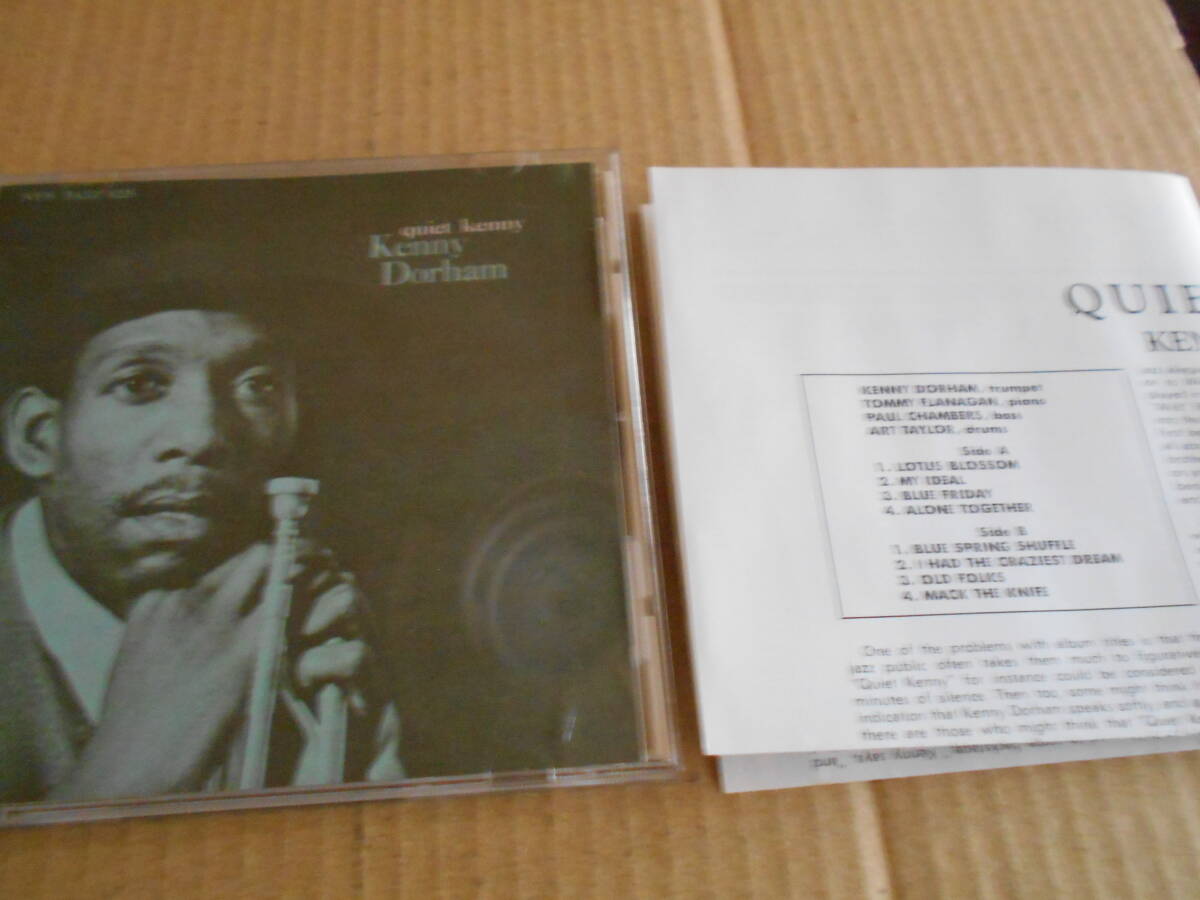 quiet kenny
Kenny
Dorham
QUIE
KEN
KENNY DORHAM, trumpet
TOMMY FLANAGAN, piano
PAUL CHAMBERS, bass
ART TAYLOR, drums
Side A
1. LOTUS BLOSSOM
2. MY IDEAL
3. BLUE FRIDAY
4. ALONE TOGETHER
Side B
1. BLUE SPRING SHUFFLE
2. I HAD THE CRAZIEST DREAM
3. OLD FOLKS
4. MACK THE KNIFE
One of the problems with album titles is that
jazz public often takes them much to figurative
"Quiet Kenny" for instance could be considered
minutes of silence. Then too, some might think
indication that Kenny Dorham speaks softly, and
there are those who might think that "Quiet
Kenny says, "and